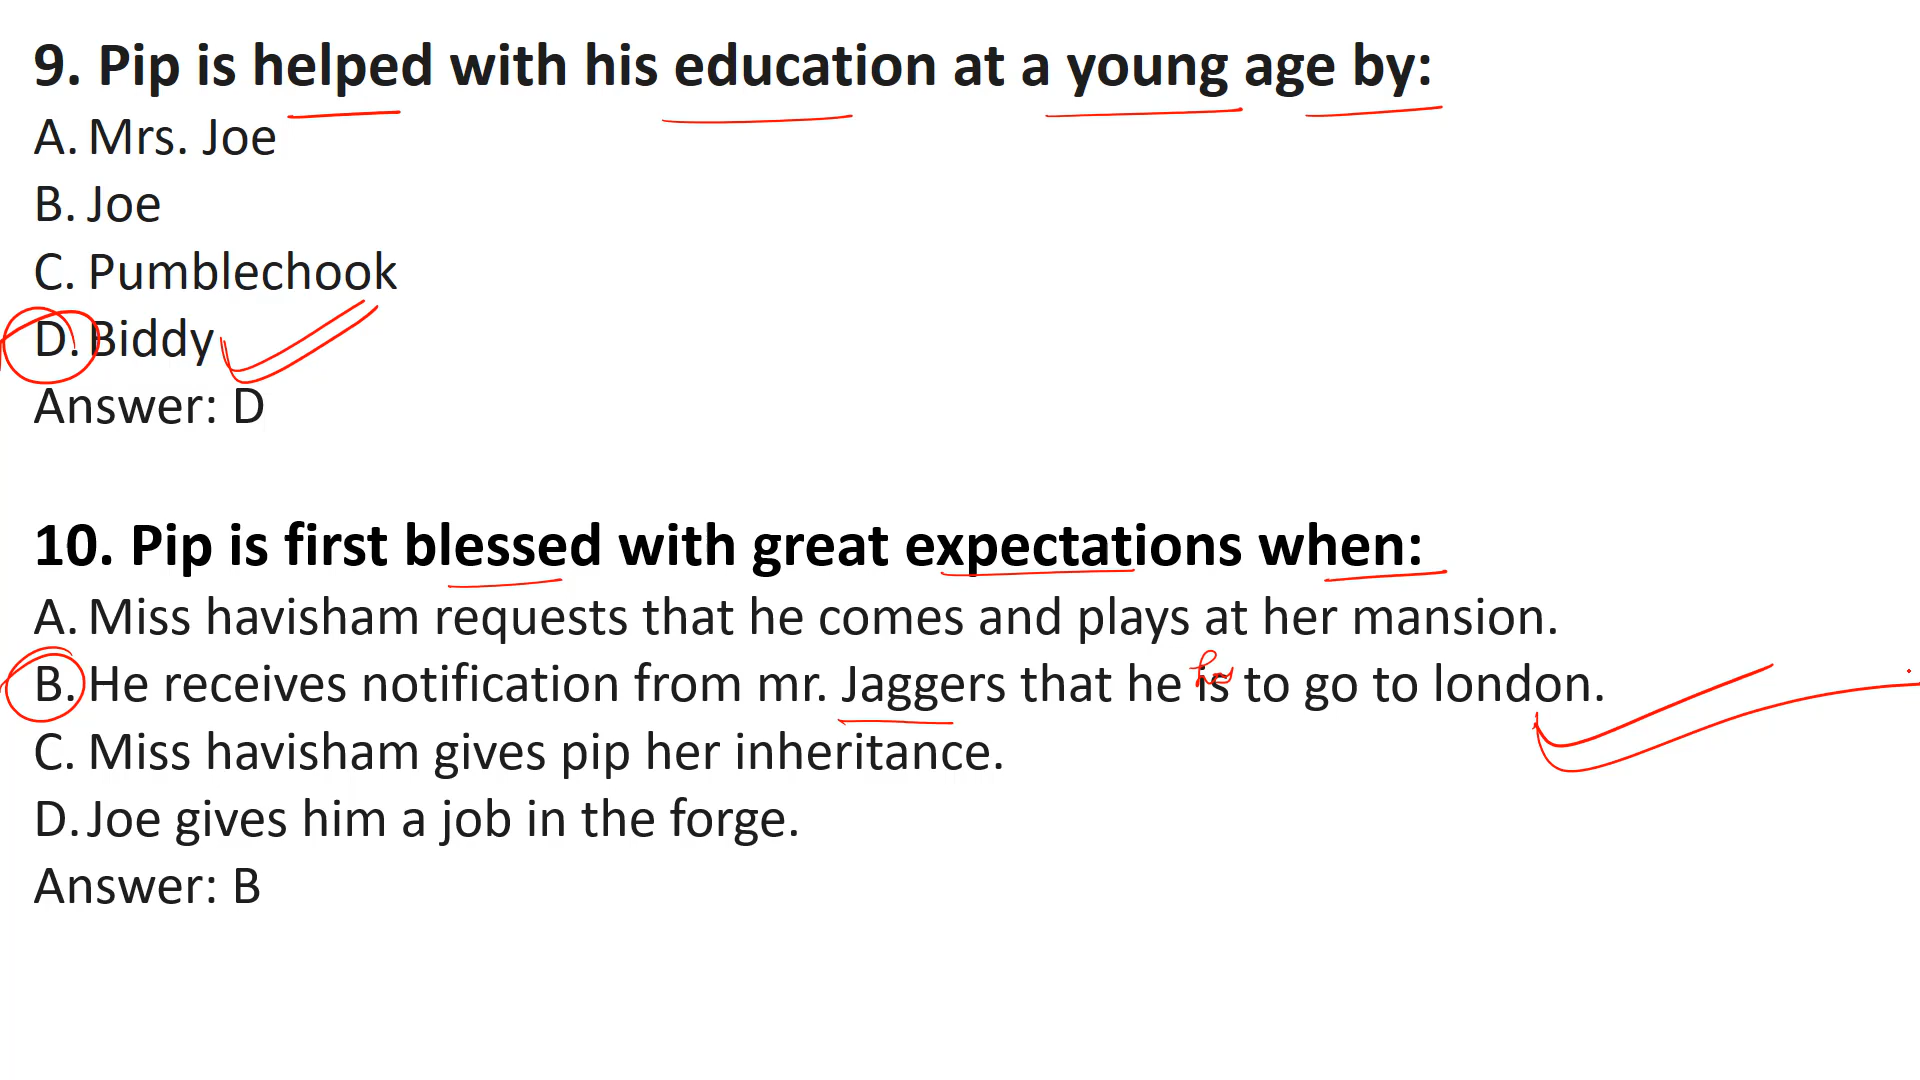 9. Pip is helped with his education at a young age by:
A. Mrs. Joe
B. Joe
C. Pumblechook
D. Biddy
Answer: D
10. Pip is first blessed with great expectations when:
A. Miss havisham requests that he comes and plays at her mansion.
B. He receives notification from mr. Jaggers that he is to go to london.
C. Miss havisham gives pip her inheritance.
D. Joe gives him a job in the forge.
Answer: B